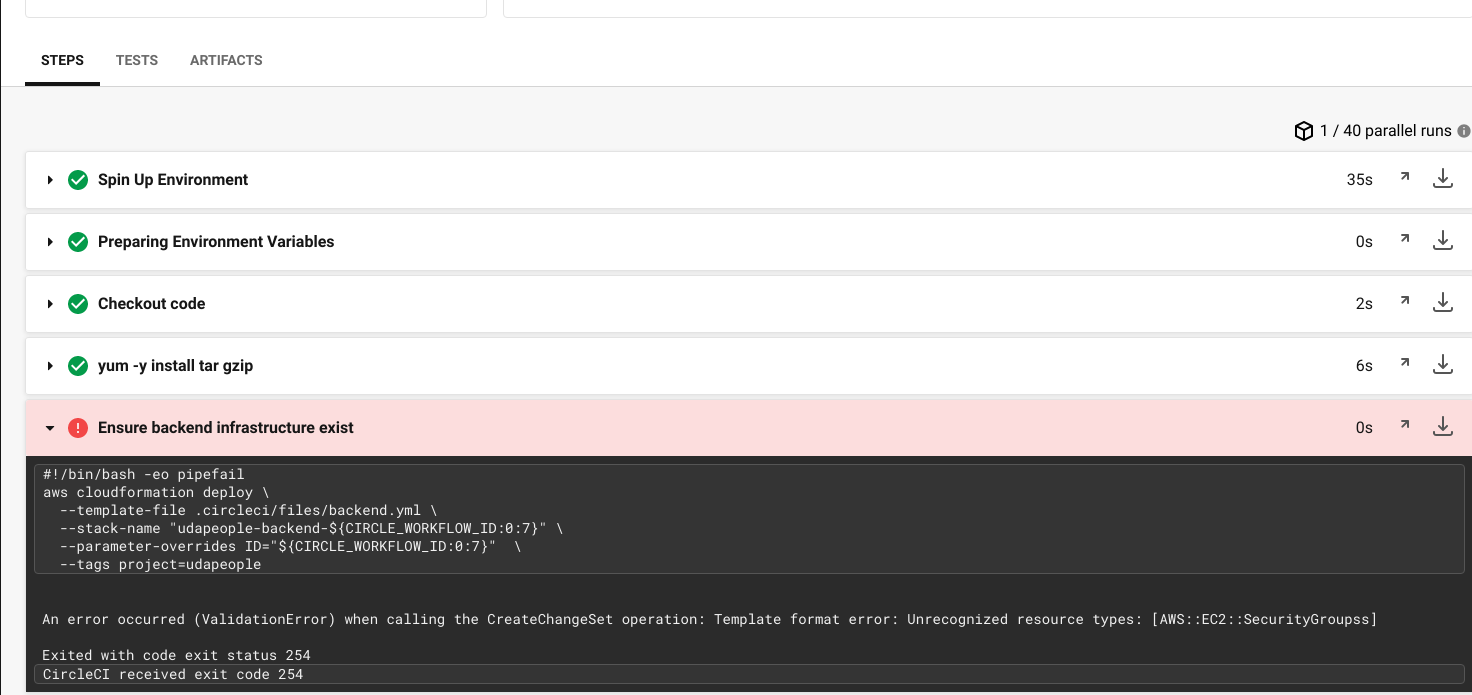 STEPS TESTS ARTIFACTS
1 / 40 parallel runs
Spin Up Environment 35s
Preparing Environment Variables 0s
Checkout code 2s
yum -y install tar gzip 6s
Ensure backend infrastructure exist 0s
#!/bin/bash -eo pipefail
aws cloudformation deploy \
  --template-file .circleci/files/backend.yml \
  --stack-name "udapeople-backend-${CIRCLE_WORKFLOW_ID:0:7}" \
  --parameter-overrides ID="${CIRCLE_WORKFLOW_ID:0:7}"  \
  --tags project=udapeople
An error occurred (ValidationError) when calling the CreateChangeSet operation: Template format error: Unrecognized resource types: [AWS::EC2::SecurityGroupss]
Exited with code exit status 254
CircleCI received exit code 254